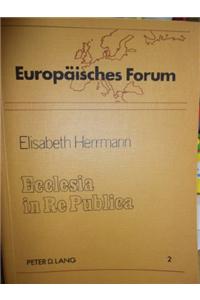 Europäisches Forum
Elisabeth Herrmann
Ecclesia
in Re Publica
PETER D. LANG 2